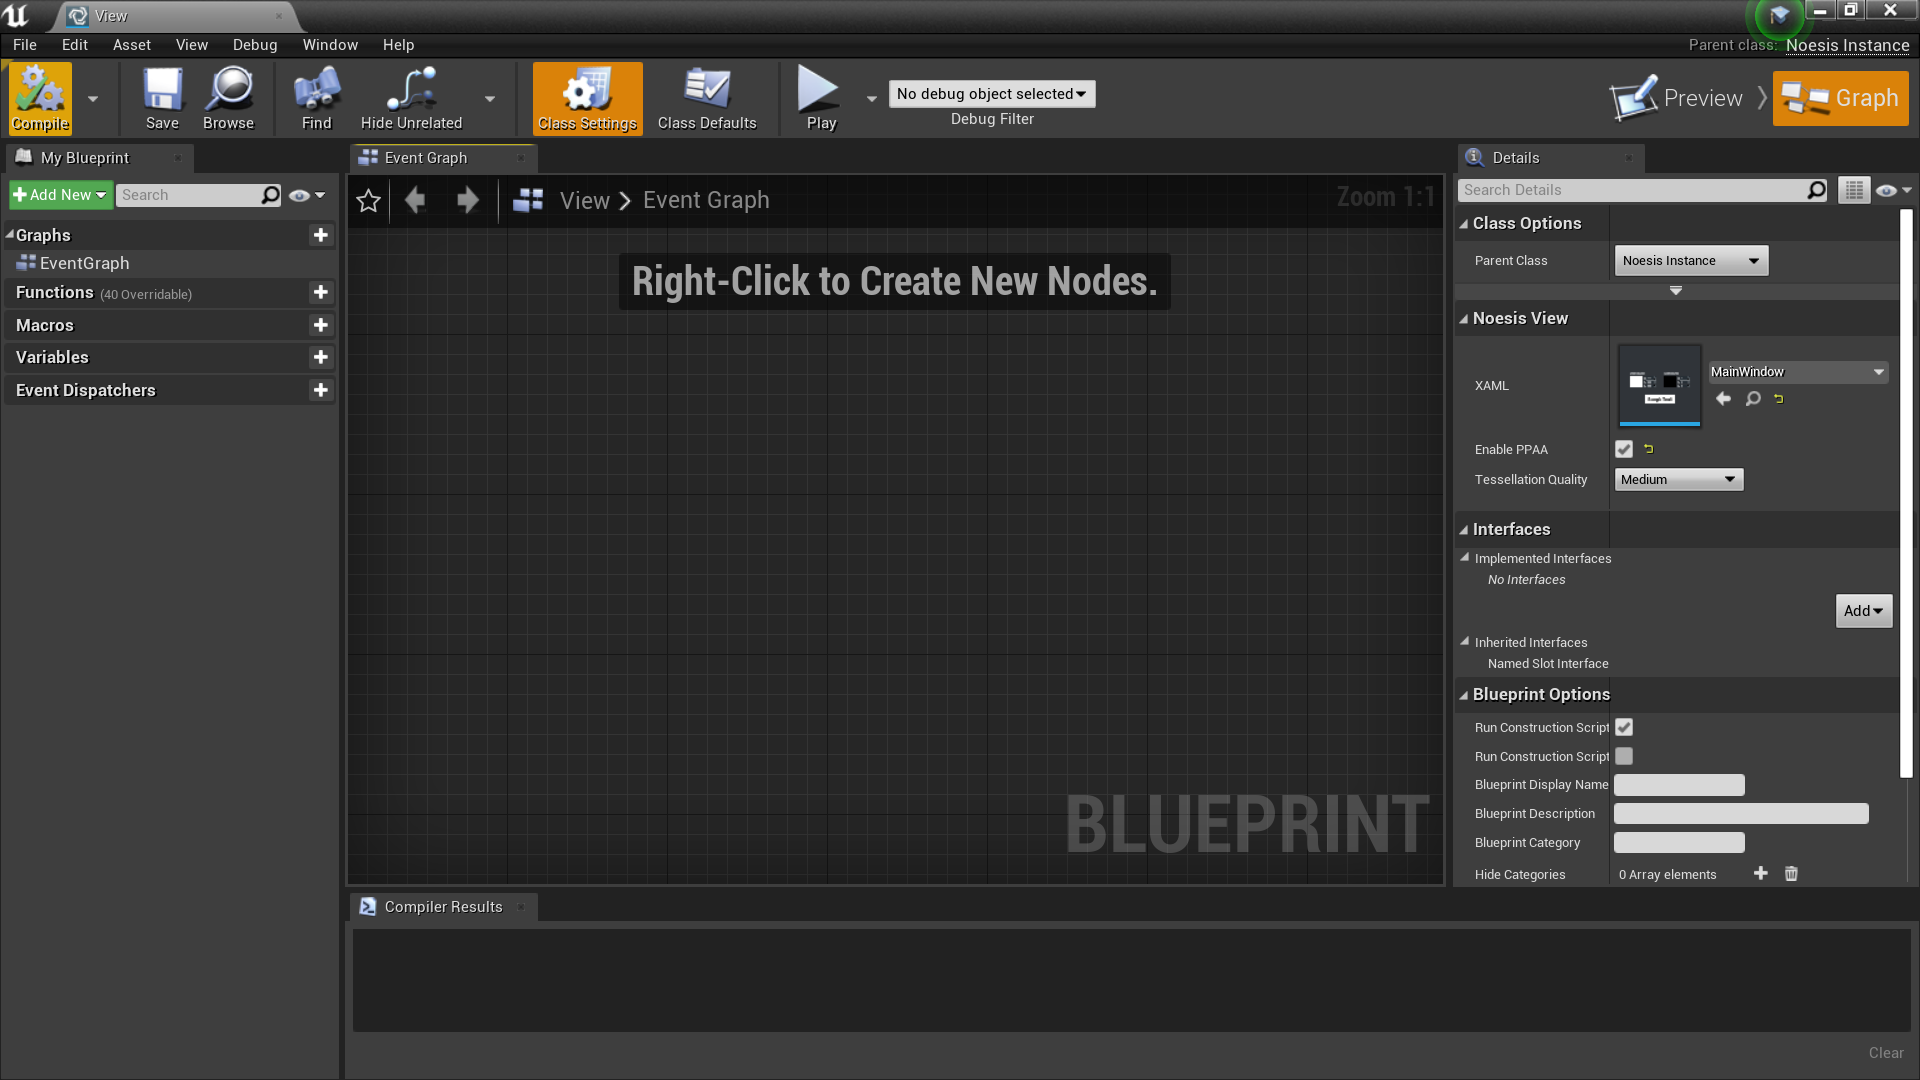 View
File Edit Asset View Debug Window Help
Parent class: Noesis Instance
Compile
Save
Browse
Find
Hide Unrelated
Class Settings
Class Defaults
Play
No debug object selected
Debug Filter
Preview
Graph
My Blueprint
Add New
Search
Graphs
EventGraph
Functions (40 Overridable)
Macros
Variables
Event Dispatchers
Event Graph
View > Event Graph
Zoom 1:1
Right-Click to Create New Nodes.
BLUEPRINT
Compiler Results
Clear
Details
Search Details
Class Options
Parent Class Noesis Instance
Noesis View
XAML MainWindow
Enable PPAA
Tessellation Quality Medium
Interfaces
Implemented Interfaces
No Interfaces
Add
Inherited Interfaces
Named Slot Interface
Blueprint Options
Run Construction Script
Run Construction Script
Blueprint Display Name
Blueprint Description
Blueprint Category
Hide Categories 0 Array elements